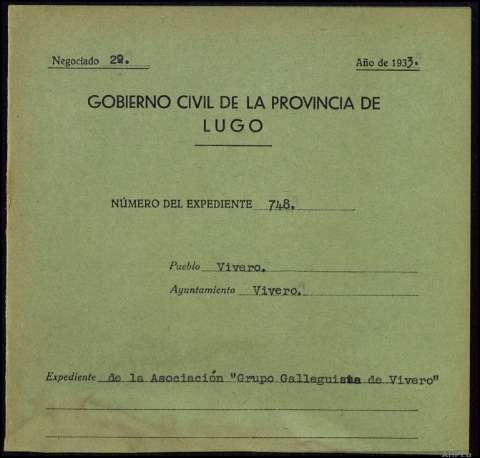 Negociado 2º.
Año de 1933.
GOBIERNO CIVIL DE LA PROVINCIA DE
LUGO
NÚMERO DEL EXPEDIENTE 748.
Pueblo Vivero.
Ayuntamiento Vivero.
Expediente de la Asociación "Grupo Galleguista de Vivero"